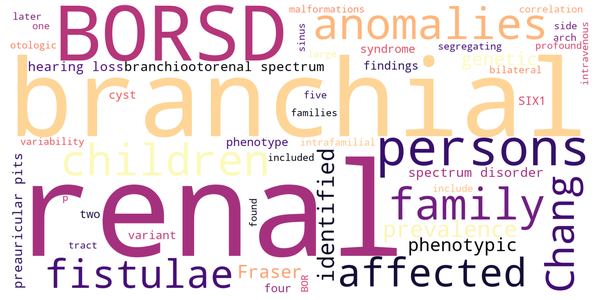 later
one
otologic
BORSD
malformations
anomalies
correlation
side
arch
sinus
syndrome
segregating
profound
intravenous
hearing loss
branchiootorenal spectrum
findings
large
genetic
bilateral
branchial
cyst
five
families
SIX1
variability
phenotype
intrafamilial
persons
children
included
identified
spectrum disorder
preauricular pits
renal
p
two
variant
found
family
include
prevalence
Chang
tract
phenotypic
fistulae
Fraser
four
BOR
affected